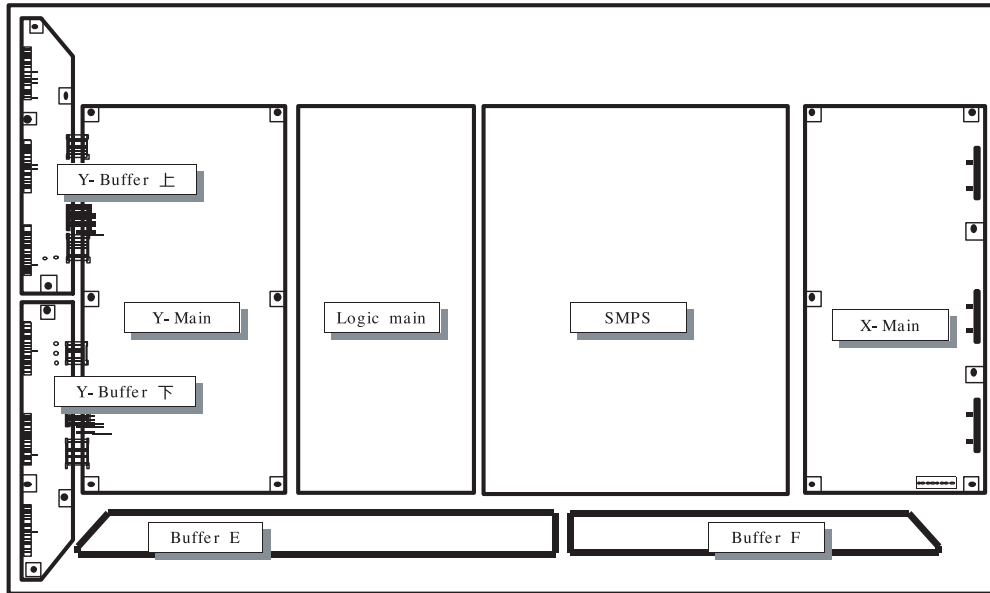 Y-Buffer 上
Y-Main
Logic main
SMPS
X-Main
Y-Buffer 下
Buffer E
Buffer F